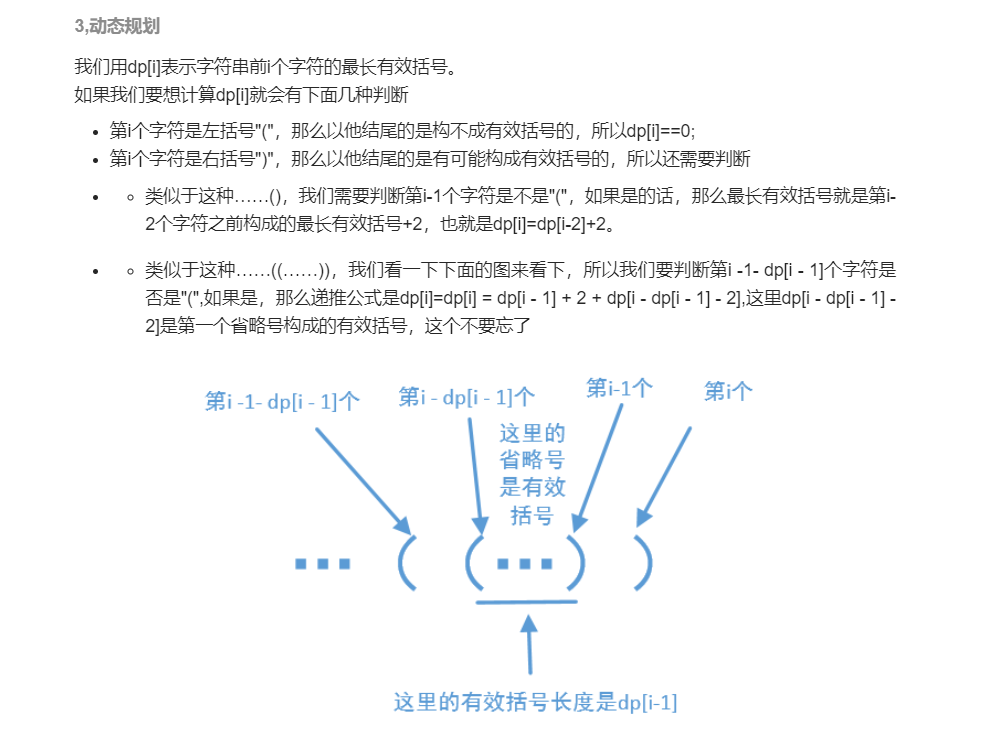 3,动态规划
我们用dp[i]表示字符串前i个字符的最长有效括号。
如果我们要想计算dp[i]就会有下面几种判断
• 第i个字符是左括号"(",那么以他结尾的是构不成有效括号的,所以dp[i]==0;
• 第i个字符是右括号")",那么以他结尾的是有可能构成有效括号的,所以还需要判断
• ◦ 类似于这种……(),我们需要判断第i-1个字符是不是"(",如果是的话,那么最长有效括号就是第i-
2个字符之前构成的最长有效括号+2,也就是dp[i]=dp[i-2]+2。
• ◦ 类似于这种……((……)),我们看一下下面的图来看下,所以我们要判断第i -1- dp[i - 1]个字符是
否是"(",如果是,那么递推公式是dp[i]=dp[i] = dp[i - 1] + 2 + dp[i - dp[i - 1] - 2],这里dp[i - dp[i - 1] -
2]是第一个省略号构成的有效括号,这个不要忘了
第i -1- dp[i - 1]个
第i - dp[i - 1]个
第i-1个
第i个
这里的
省略号
是有效
括号
... ( (...) )
这里的有效括号长度是dp[i-1]